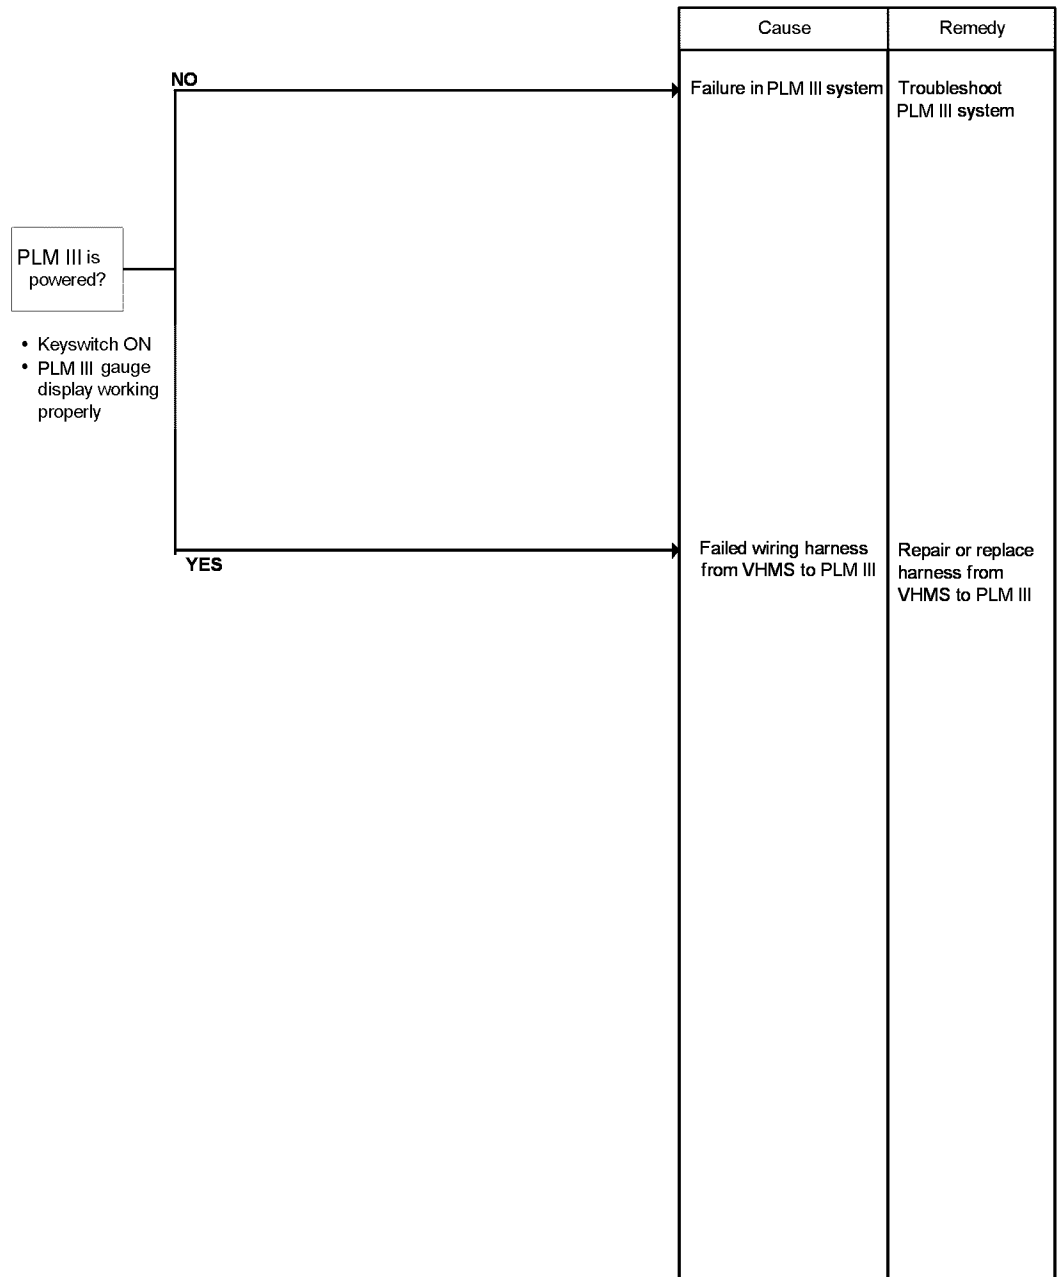 Cause
Remedy
NO
Failure in PLM III system
Troubleshoot
PLM III system
PLM III is
powered?
• Keyswitch ON
• PLM III gauge
display working
properly
YES
Failed wiring harness
from VHMS to PLM III
Repair or replace
harness from
VHMS to PLM III